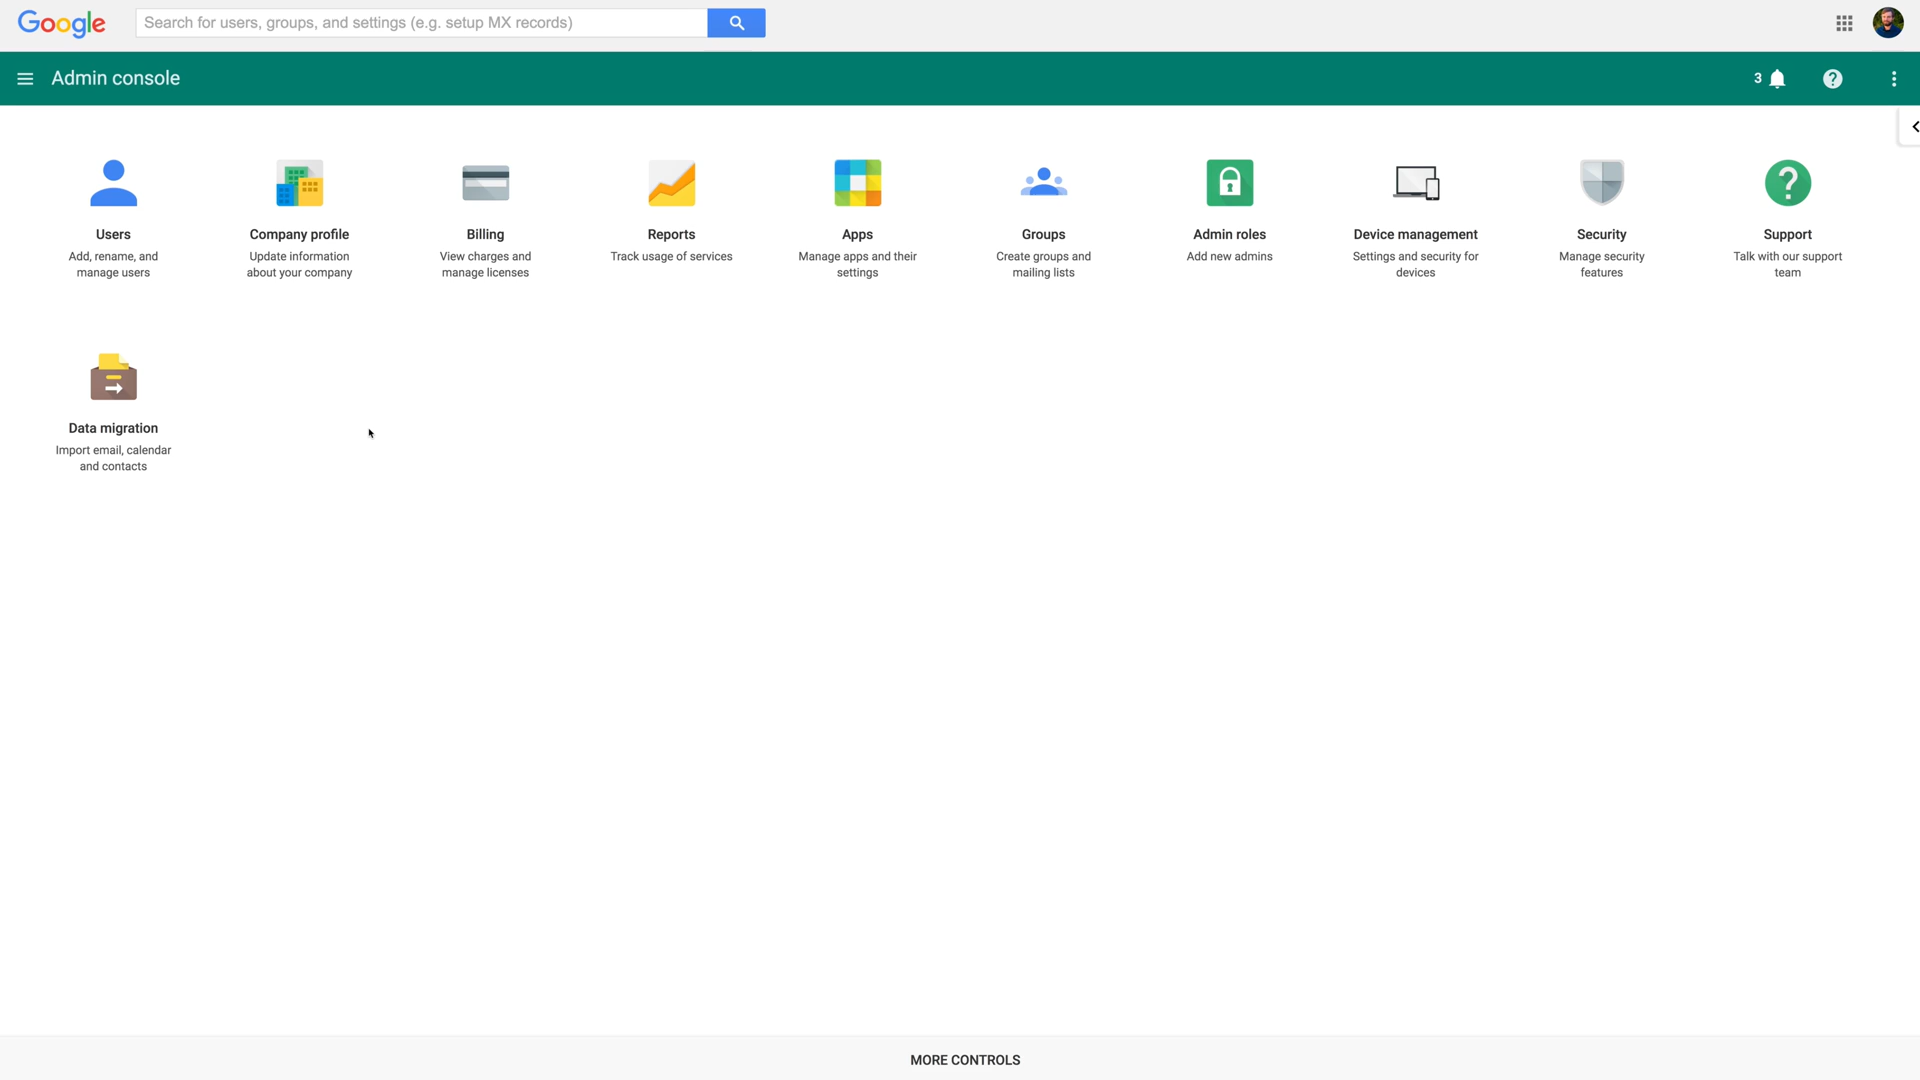 Google
Search for users, groups, and settings (e.g. setup MX records)
Admin console
3
Users
Add, rename, and
manage users
Company profile
Update information
about your company
Billing
View charges and
manage licenses
Reports
Track usage of services
Apps
Manage apps and their
settings
Groups
Create groups and
mailing lists
Admin roles
Add new admins
Device management
Settings and security for
devices
Security
Manage security
features
Support
Talk with our support
team
Data migration
Import email, calendar
and contacts
MORE CONTROLS